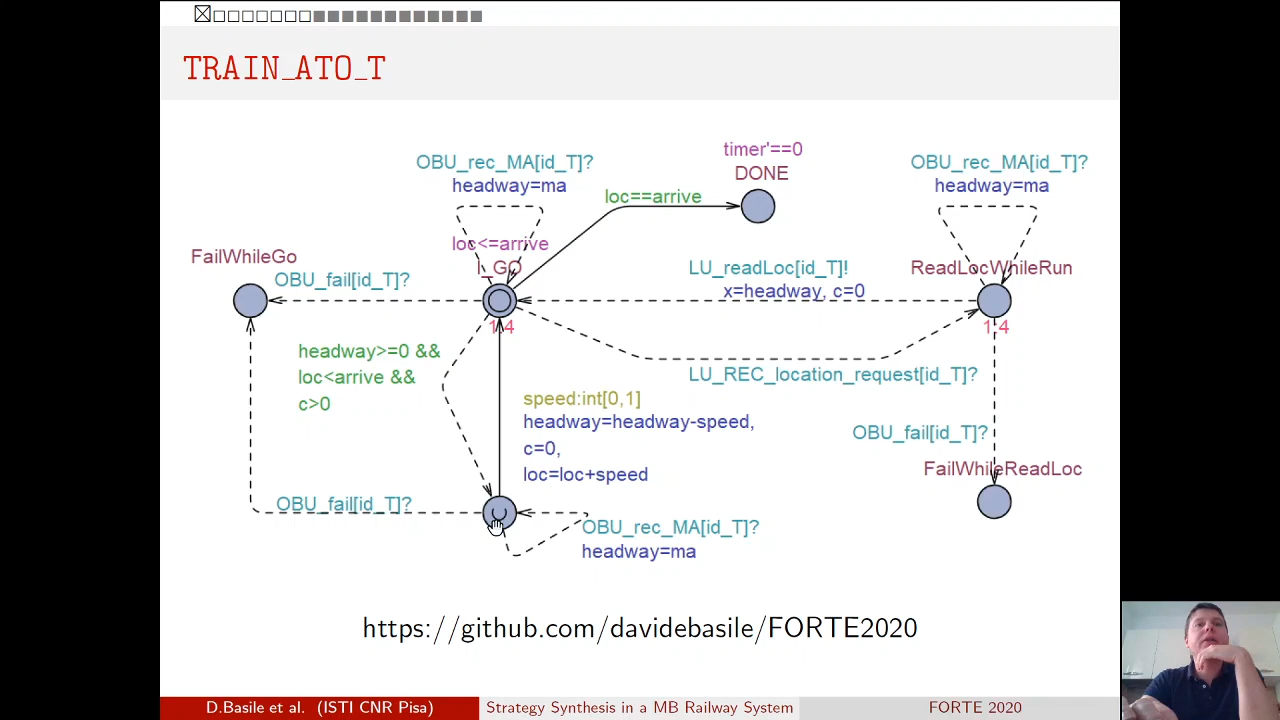 TRAIN_ATO_T
OBU_rec_MA[id_T]?
headway=ma
timer'==0
DONE
OBU_rec_MA[id_T]?
headway=ma
loc==arrive
loc<=arrive
I_GO
FailWhileGo
OBU_fail[id_T]?
LU_readLoc[id_T]!
x=headway, c=0
ReadLocWhileRun
1:4
1:4
headway>=0 &&
loc<arrive &&
c>0
LU_REC_location_request[id_T]?
speed:int[0,1]
headway=headway-speed,
c=0,
loc=loc+speed
OBU_fail[id_T]?
FailWhileReadLoc
OBU_fail[id_T]?
U
OBU_rec_MA[id_T]?
headway=ma
https://github.com/davidebasile/FORTE2020
D.Basile et al. (ISTI CNR Pisa)
Strategy Synthesis in a MB Railway System
FORTE 2020